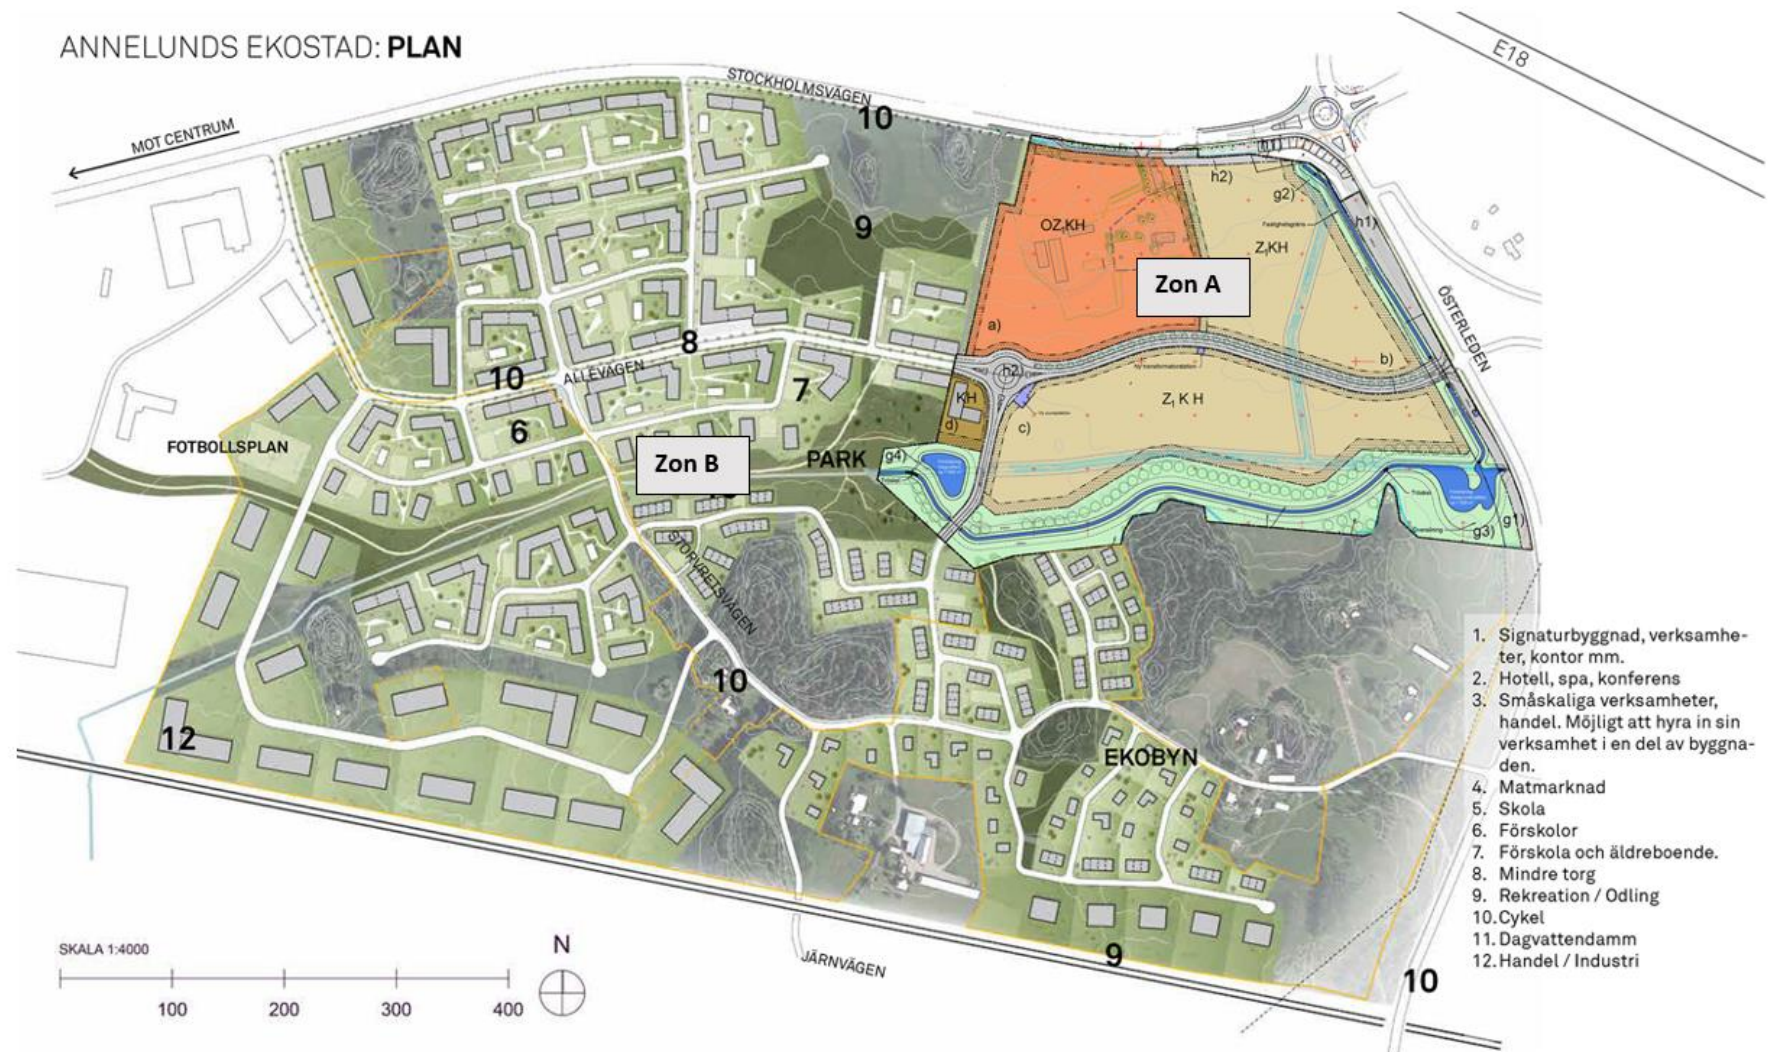 ANNELUNDS EKOSTAD: PLAN
E18
STOCKHOLMSVÄGEN
10
MOT CENTRUM
h2)
g2)
9
OZ1KH
Fastighetsgräns
h1)
Z1KH
Zon A
ÖSTERLEDEN
a)
8
b)
10
ALLÉVÄGEN
h2
7
KH
Z1 K H
6
d)
c)
FOTBOLLSPLAN
Zon B
PARK
g4)
g3)
g1)
STORVRETSVÄGEN
10
12
EKOBYN
1. Signaturbyggnad, verksamhe-
ter, kontor mm.
2. Hotell, spa, konferens
3. Småskaliga verksamheter,
handel. Möjligt att hyra in sin
verksamhet i en del av byggna-
den.
4. Matmarknad
5. Skola
6. Förskolor
7. Förskola och äldreboende.
8. Mindre torg
9. Rekreation / Odling
10. Cykel
11. Dagvattendamm
12. Handel / Industri
9
10
JÄRNVÄGEN
SKALA 1:4000
N
100 200 300 400